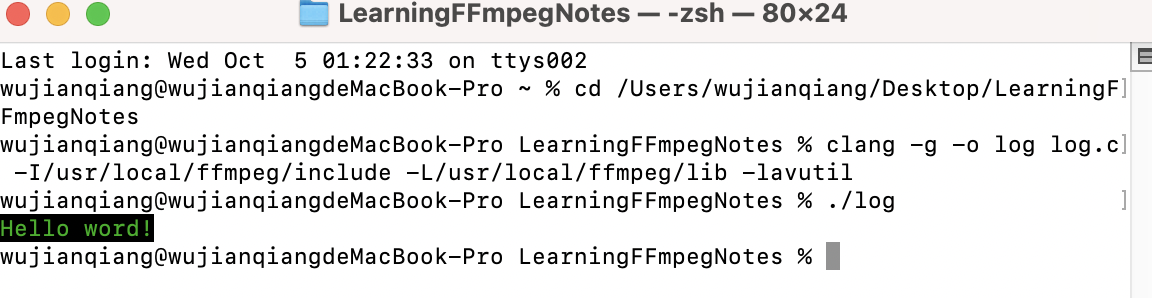 LearningFFmpegNotes — -zsh — 80×24
Last login: Wed Oct  5 01:22:33 on ttys002
wujianqiang@wujianqiangdeMacBook-Pro ~ % cd /Users/wujianqiang/Desktop/LearningF]
FmpegNotes
wujianqiang@wujianqiangdeMacBook-Pro LearningFFmpegNotes % clang -g -o log log.c]
 -I/usr/local/ffmpeg/include -L/usr/local/ffmpeg/lib -lavutil
wujianqiang@wujianqiangdeMacBook-Pro LearningFFmpegNotes % ./log                ]
Hello word!
wujianqiang@wujianqiangdeMacBook-Pro LearningFFmpegNotes %